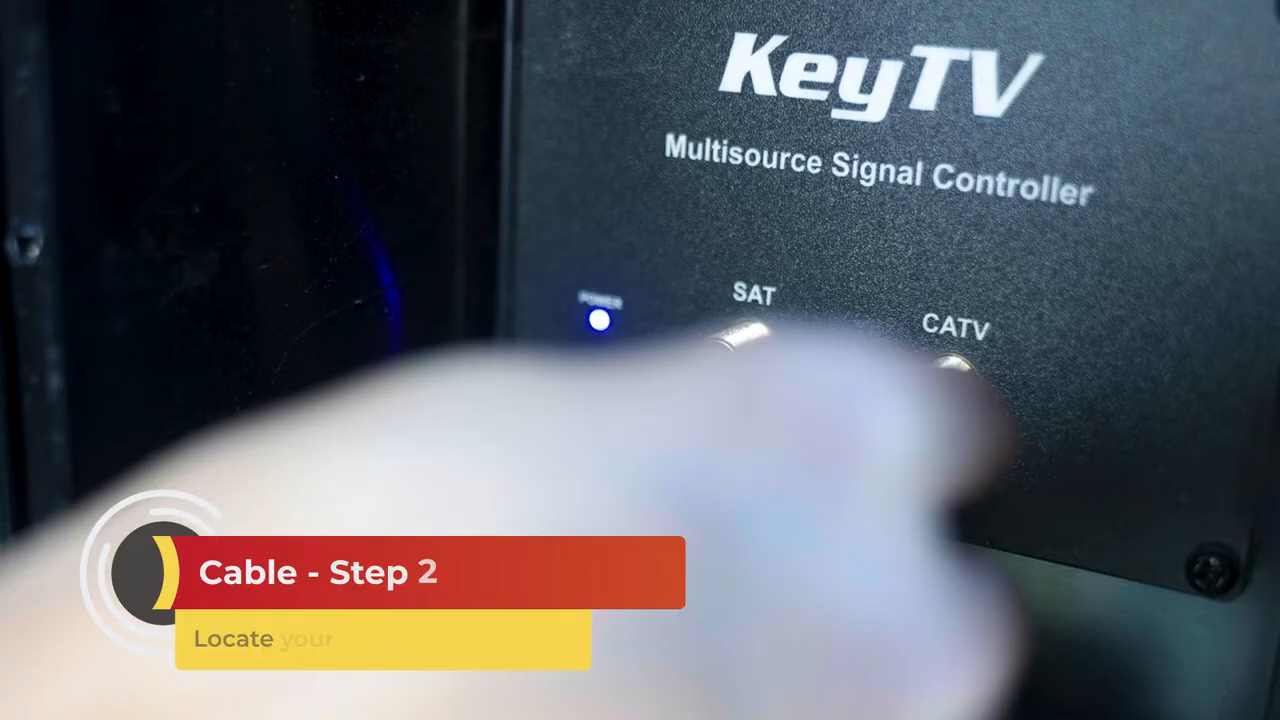 KeyTV
Multisource Signal Controller
POWER
SAT
CATV
Cable - Step 2
Locate your